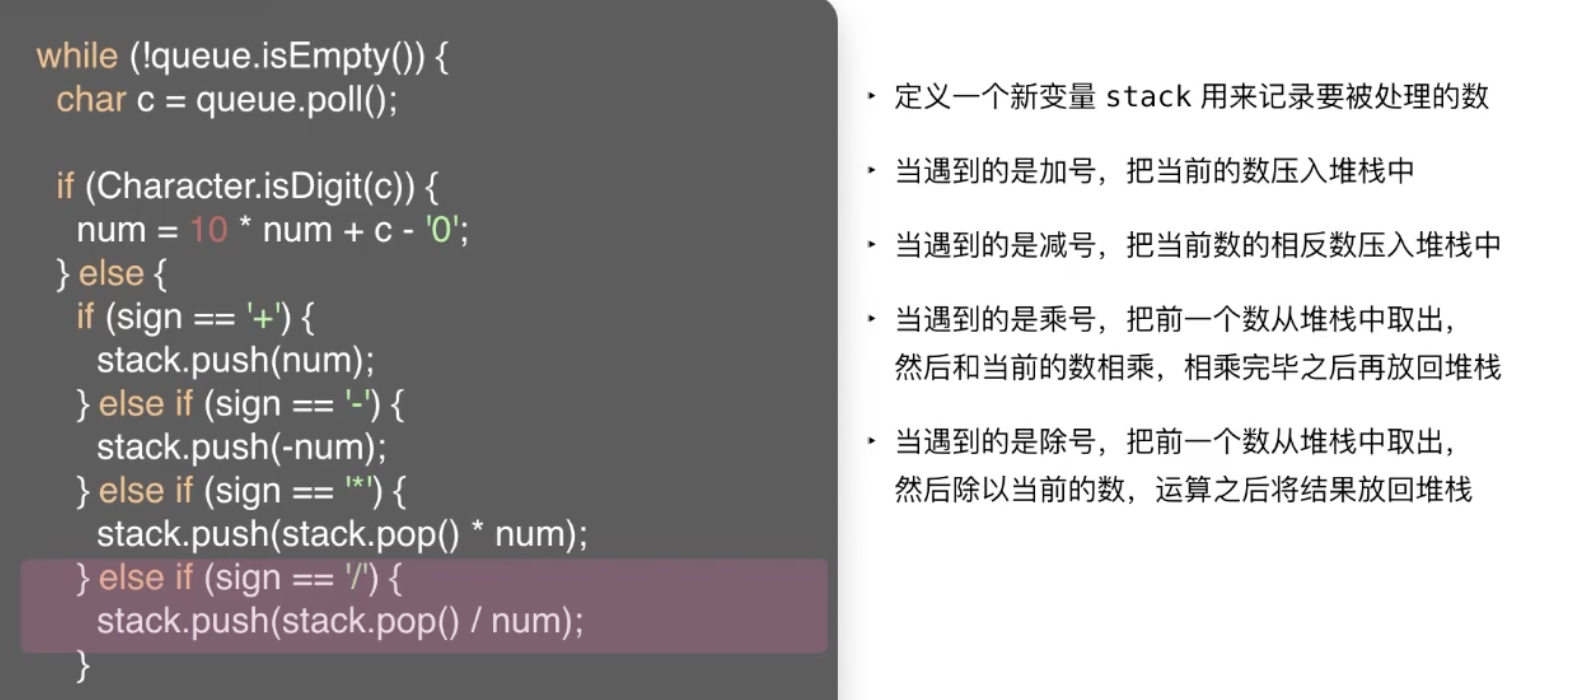 while (!queue.isEmpty()) {
char c = queue.poll();
if (Character.isDigit(c)) {
num = 10 * num + c - '0';
} else {
if (sign == '+') {
stack.push(num);
} else if (sign == '-') {
stack.push(-num);
} else if (sign == '*') {
stack.push(stack.pop() * num);
} else if (sign == '/') {
stack.push(stack.pop() / num);
}
‣ 定义一个新变量 stack 用来记录要被处理的数
‣ 当遇到的是加号，把当前的数压入堆栈中
‣ 当遇到的是减号，把当前数的相反数压入堆栈中
‣ 当遇到的是乘号，把前一个数从堆栈中取出，
然后和当前的数相乘，相乘完毕之后再放回堆栈
‣ 当遇到的是除号，把前一个数从堆栈中取出，
然后除以当前的数，运算之后将结果放回堆栈